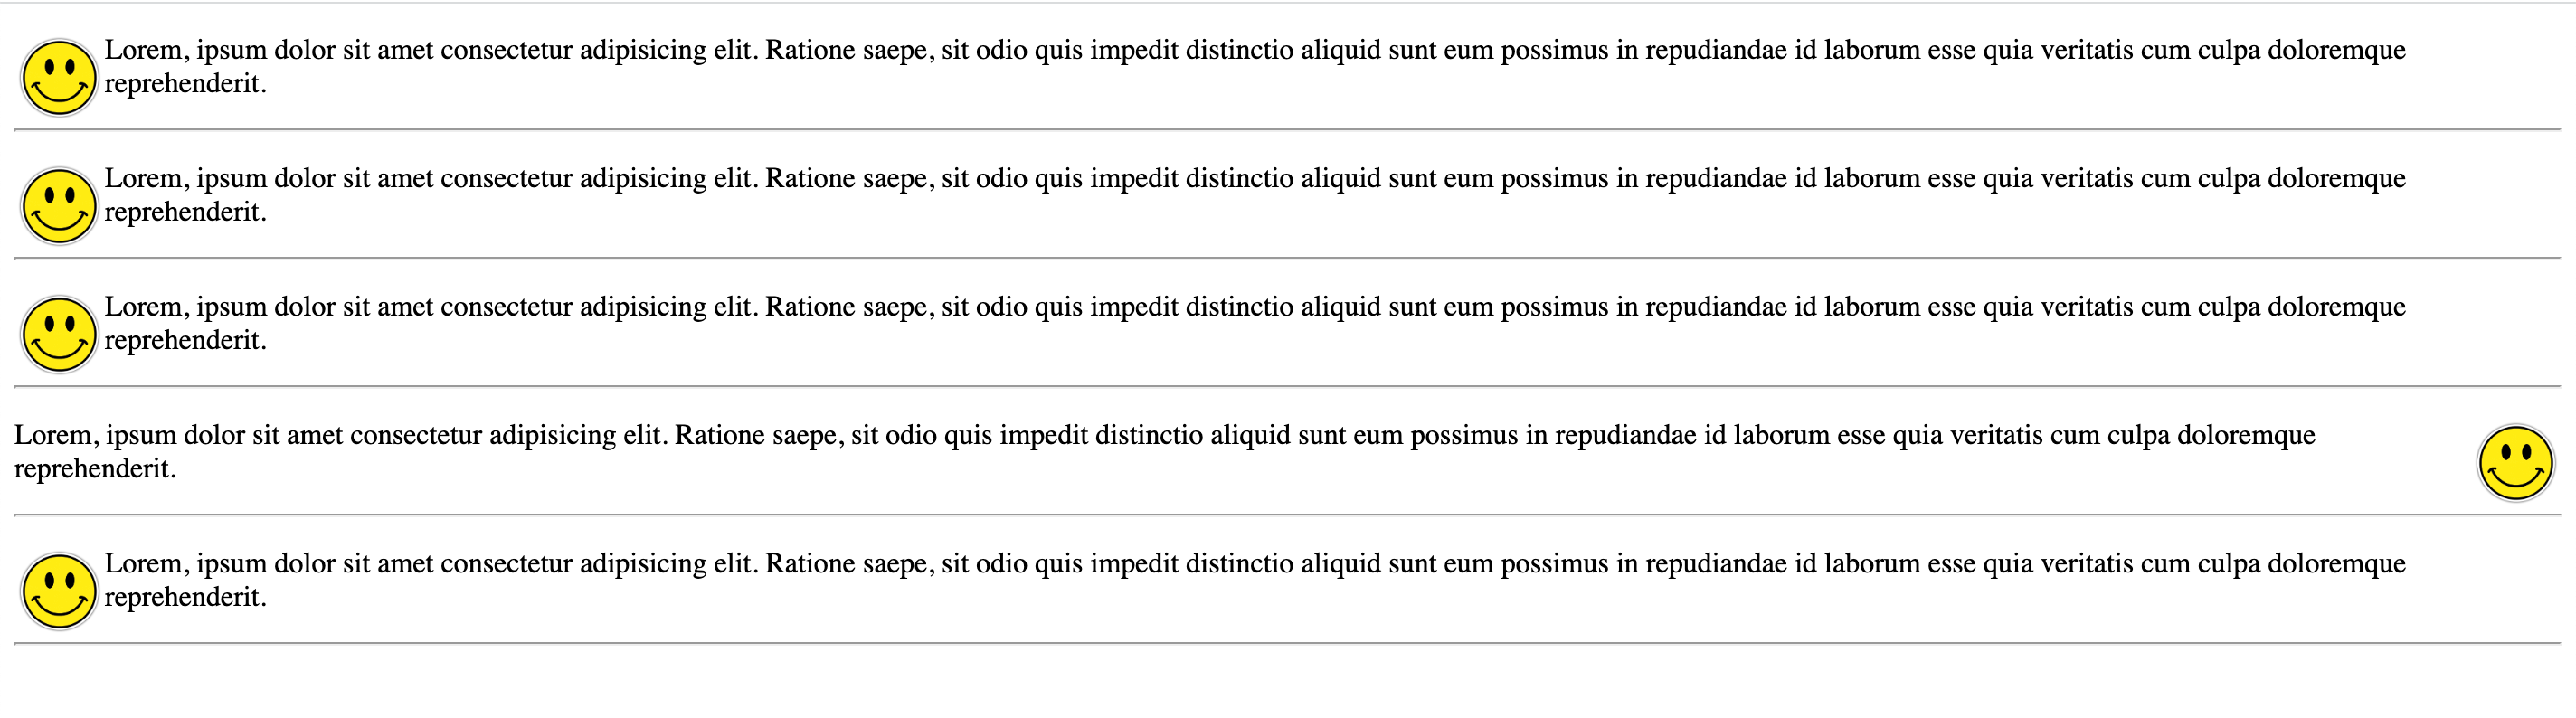 Lorem, ipsum dolor sit amet consectetur adipisicing elit. Ratione saepe, sit odio quis impedit distinctio aliquid sunt eum possimus in repudiandae id laborum esse quia veritatis cum culpa doloremque
reprehenderit.
Lorem, ipsum dolor sit amet consectetur adipisicing elit. Ratione saepe, sit odio quis impedit distinctio aliquid sunt eum possimus in repudiandae id laborum esse quia veritatis cum culpa doloremque
reprehenderit.
Lorem, ipsum dolor sit amet consectetur adipisicing elit. Ratione saepe, sit odio quis impedit distinctio aliquid sunt eum possimus in repudiandae id laborum esse quia veritatis cum culpa doloremque
reprehenderit.
Lorem, ipsum dolor sit amet consectetur adipisicing elit. Ratione saepe, sit odio quis impedit distinctio aliquid sunt eum possimus in repudiandae id laborum esse quia veritatis cum culpa doloremque
reprehenderit.
Lorem, ipsum dolor sit amet consectetur adipisicing elit. Ratione saepe, sit odio quis impedit distinctio aliquid sunt eum possimus in repudiandae id laborum esse quia veritatis cum culpa doloremque
reprehenderit.